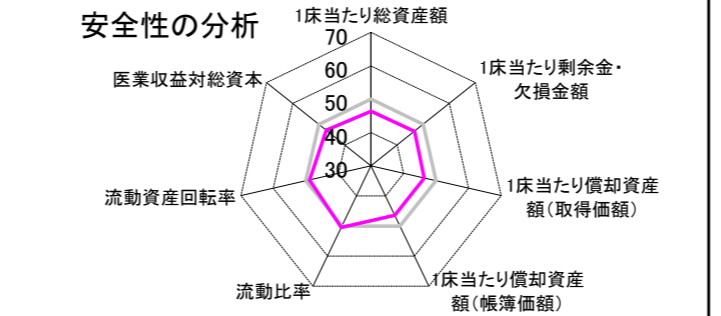 安全性の分析
1床当たり総資産額
70
60
50
40
30
1床当たり剰余金・
欠損金額
1床当たり償却資産
額(取得価額)
1床当たり償却資産
額(帳簿価額)
流動比率
流動資産回転率
医業収益対総資本